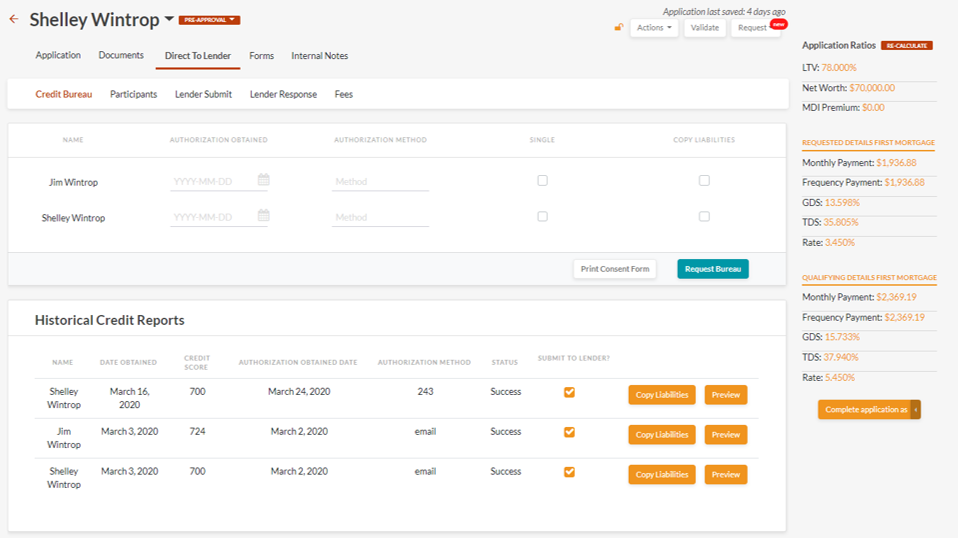 Shelley Wintrop
PRE-APPROVAL
Application last saved: 4 days ago
Actions
Validate
Request
new
Application
Documents
Direct To Lender
Forms
Internal Notes
Credit Bureau
Participants
Lender Submit
Lender Response
Fees
NAME
AUTHORIZATION OBTAINED
AUTHORIZATION METHOD
SINGLE
COPY LIABILITIES
Jim Wintrop
YYYY-MM-DD
Method
Shelley Wintrop
YYYY-MM-DD
Method
Print Consent Form
Request Bureau
Historical Credit Reports
NAME
DATE OBTAINED
CREDIT
SCORE
AUTHORIZATION OBTAINED DATE
AUTHORIZATION METHOD
STATUS
SUBMIT TO LENDER?
Shelley
Wintrop
March 16,
2020
700
March 24, 2020
243
Success
Copy Liabilities
Preview
Jim
Wintrop
March 3, 2020
724
March 2, 2020
email
Success
Copy Liabilities
Preview
Shelley
Wintrop
March 3, 2020
700
March 2, 2020
email
Success
Copy Liabilities
Preview
Application Ratios
RE-CALCULATE
LTV: 78.000%
Net Worth: $70,000.00
MDI Premium: $0.00
REQUESTED DETAILS FIRST MORTGAGE
Monthly Payment: $1,936.88
Frequency Payment: $1,936.88
GDS: 13.598%
TDS: 35.805%
Rate: 3.450%
QUALIFYING DETAILS FIRST MORTGAGE
Monthly Payment: $2,369.19
Frequency Payment: $2,369.19
GDS: 15.733%
TDS: 37.940%
Rate: 5.450%
Complete application as